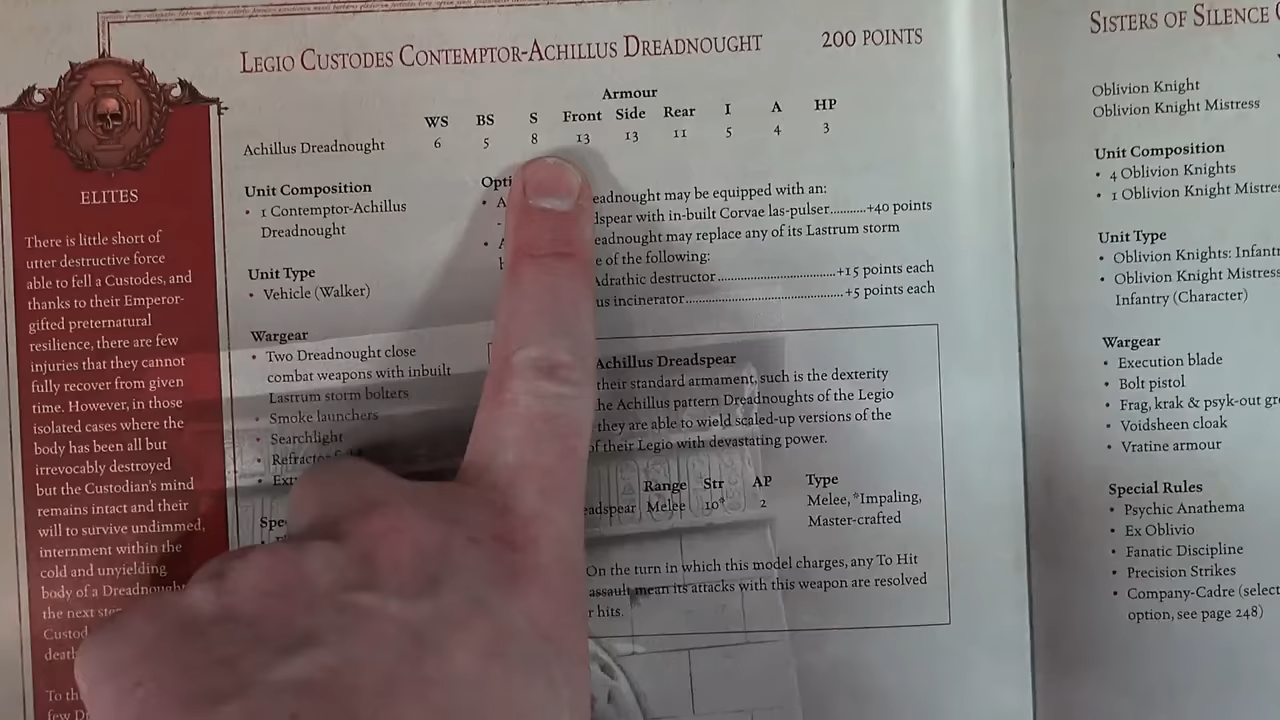 LEGIO CUSTODES CONTEMPTOR-ACHILLUS DREADNOUGHT 200 POINTS
Armour
WS BS S Front Side Rear I A HP
Achillus Dreadnought 6 5 8 13 13 11 5 4 3
Unit Composition
• 1 Contemptor-Achillus
Dreadnought
Unit Type
• Vehicle (Walker)
Wargear
• Two Dreadnought close
combat weapons with inbuilt
Lastrum storm bolters
• Smoke launchers
• Searchlight
may be equipped with an:
with in-built Corvae las-pulser..........+40 points
may replace any of its Lastrum storm
of the following:
destructor.................................+15 points each
incinerator.............................................+5 points each
Achillus Dreadspear
their standard armament, such is the dexterity
Achillus pattern Dreadnoughts of the Legio
they are able to wield scaled-up versions of the
of their Legio with devastating power.
Range Str AP Type
Melee 10* 2 Melee, *Impaling,
Master-crafted
On the turn in which this model charges, any To Hit
assault mean its attacks with this weapon are resolved
hits.
ELITES
There is little short of
utter destructive force
able to fell a Custodes, and
thanks to their Emperor-
gifted preternatural
resilience, there are few
injuries that they cannot
fully recover from given
time. However, in those
isolated cases where the
body has been all but
irrevocably destroyed
but the Custodian's mind
remains intact and their
will to survive undimmed,
internment within the
cold and unyielding
body of a Dreadnought
the next
To
few
SISTERS OF SILENCE
Oblivion Knight
Oblivion Knight Mistress
Unit Composition
• 4 Oblivion Knights
• 1 Oblivion Knight
Unit Type
• Oblivion Knights:
• Oblivion Knight
Infantry (Character)
Wargear
• Execution blade
• Bolt pistol
• Frag, krak & psyk-out
• Voidsheen cloak
• Vratine armour
Special Rules
• Psychic Anathema
• Ex Oblivio
• Fanatic Discipline
• Precision Strikes
• Company-Cadre
option, see page 248)